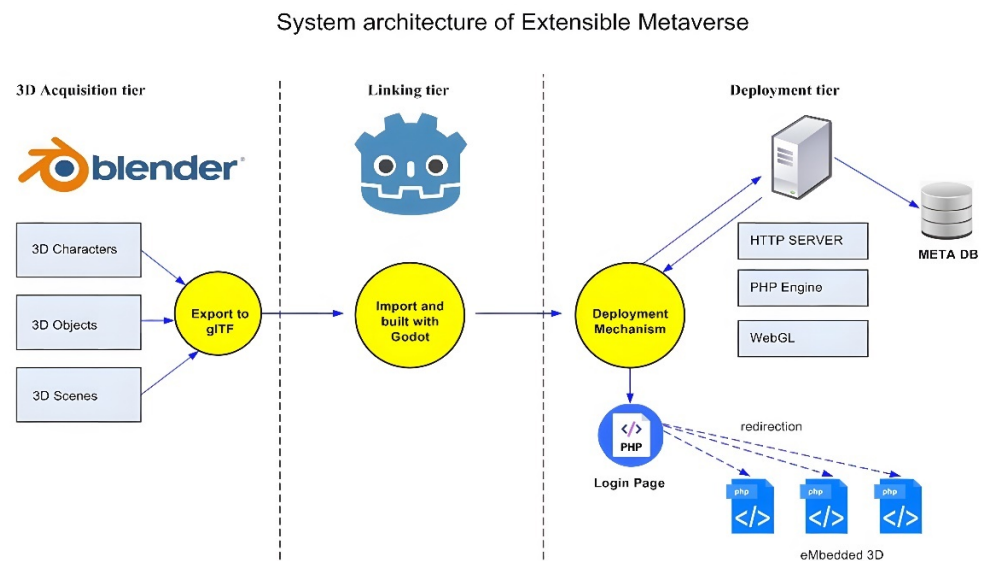 System architecture of Extensible Metaverse
3D Acquisition tier
Linking tier
Deployment tier
blender
META DB
3D Characters
3D Objects
3D Scenes
Export to
glTF
Import and
built with
Godot
Deployment
Mechanism
HTTP SERVER
PHP Engine
WebGL
</>
PHP
Login Page
redirection
php
</>
php
</>
php
</>
eMbedded 3D